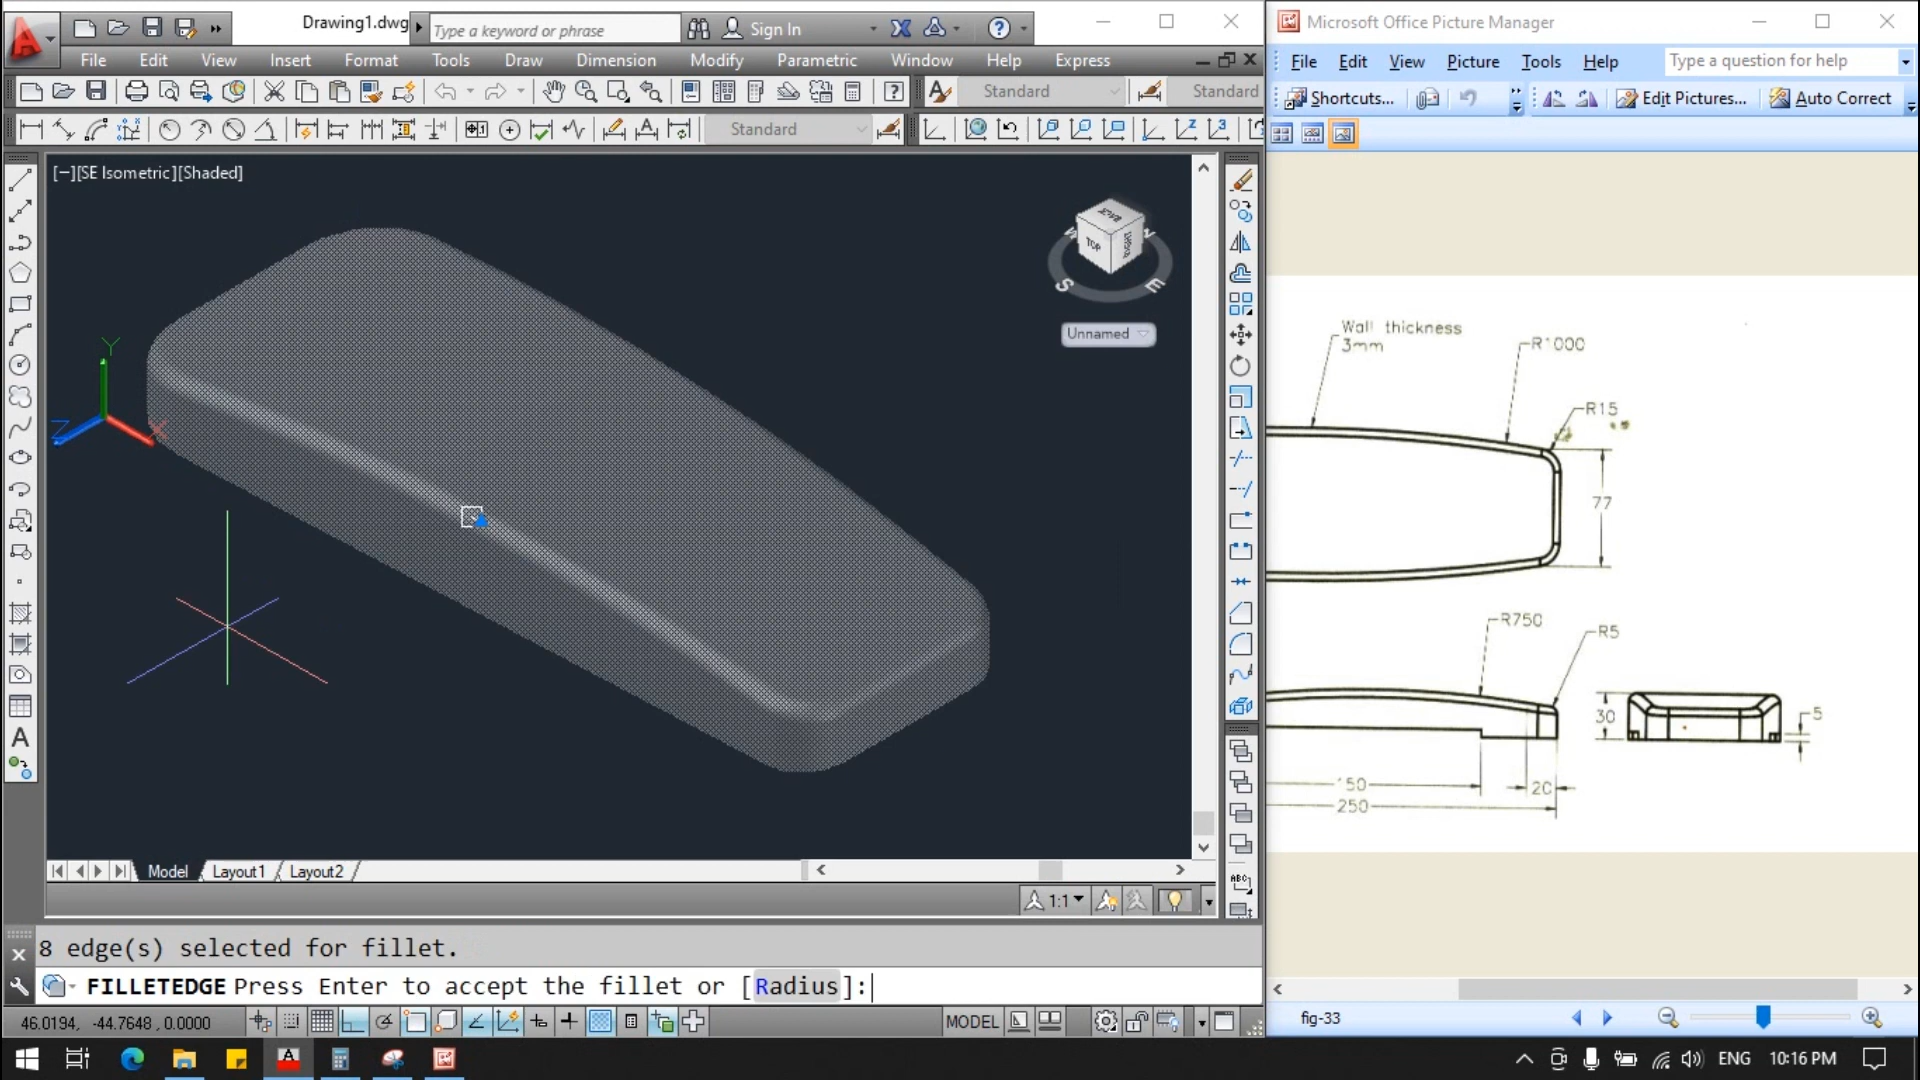 Drawing1.dwg
Type a keyword or phrase
Sign In
File Edit View Insert Format Tools Draw Dimension Modify Parametric Window Help Express
Standard
Standard
Standard
[−][SE Isometric][Shaded]
TOP
S
E
Unnamed
Y
Z
X
Model
Layout1
Layout2
1:1
8 edge(s) selected for fillet.
FILLETEDGE Press Enter to accept the fillet or [Radius]:
46.0194, -44.7648, 0.0000
MODEL
Microsoft Office Picture Manager
File Edit View Picture Tools Help
Type a question for help
Shortcuts...
Edit Pictures...
Auto Correct
Wall thickness
3mm
R1000
R15
77
R750
R5
30
5
150
20
250
fig-33
ENG
10:16 PM